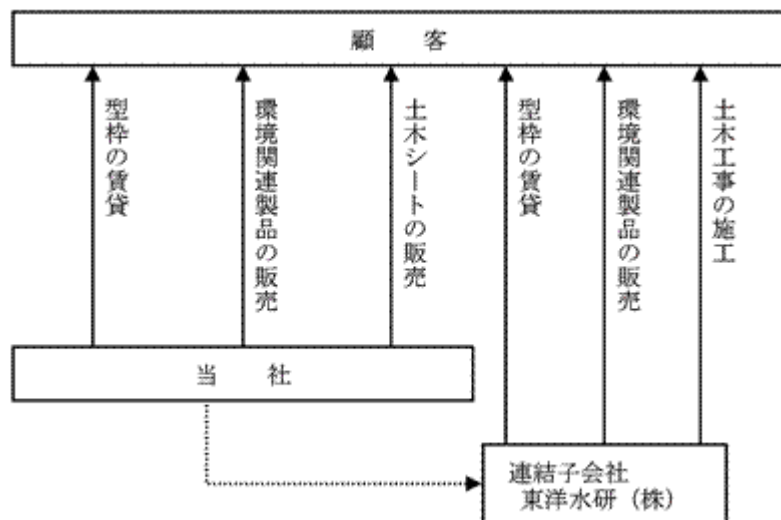 顧　客
型枠の賃貸
環境関連製品の販売
土木シートの販売
型枠の賃貸
環境関連製品の販売
土木工事の施工
当　社
連結子会社
東洋水研（株）